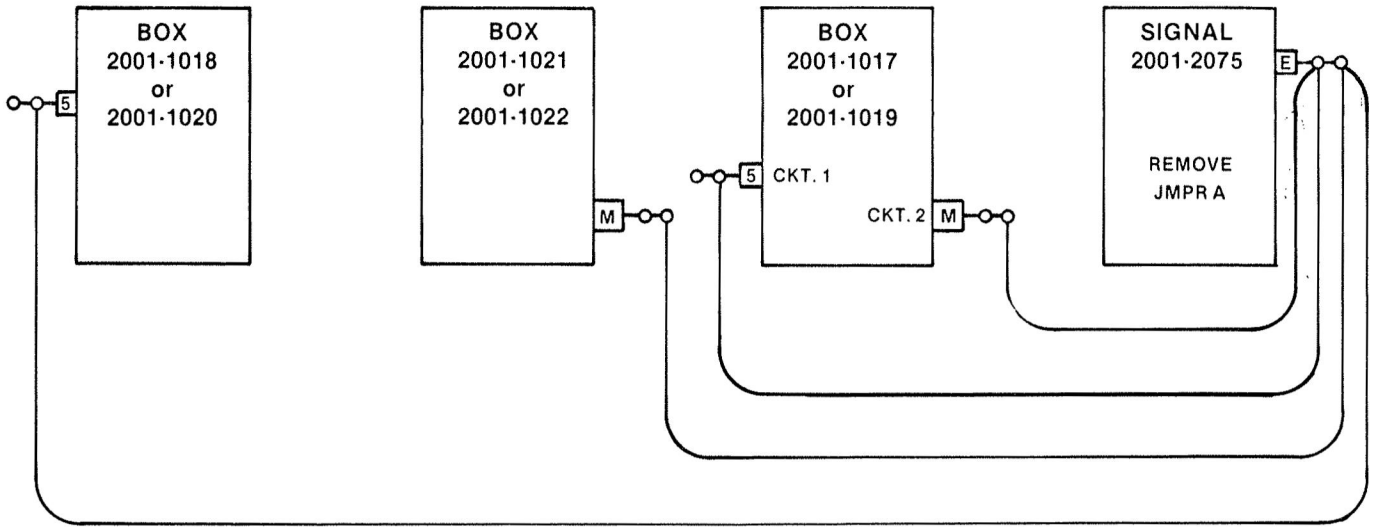 BOX
2001-1018
or
2001-1020
5
BOX
2001-1021
or
2001-1022
M
BOX
2001-1017
or
2001-1019
5 CKT. 1
CKT. 2 M
SIGNAL
2001-2075
E
REMOVE
JMPR A